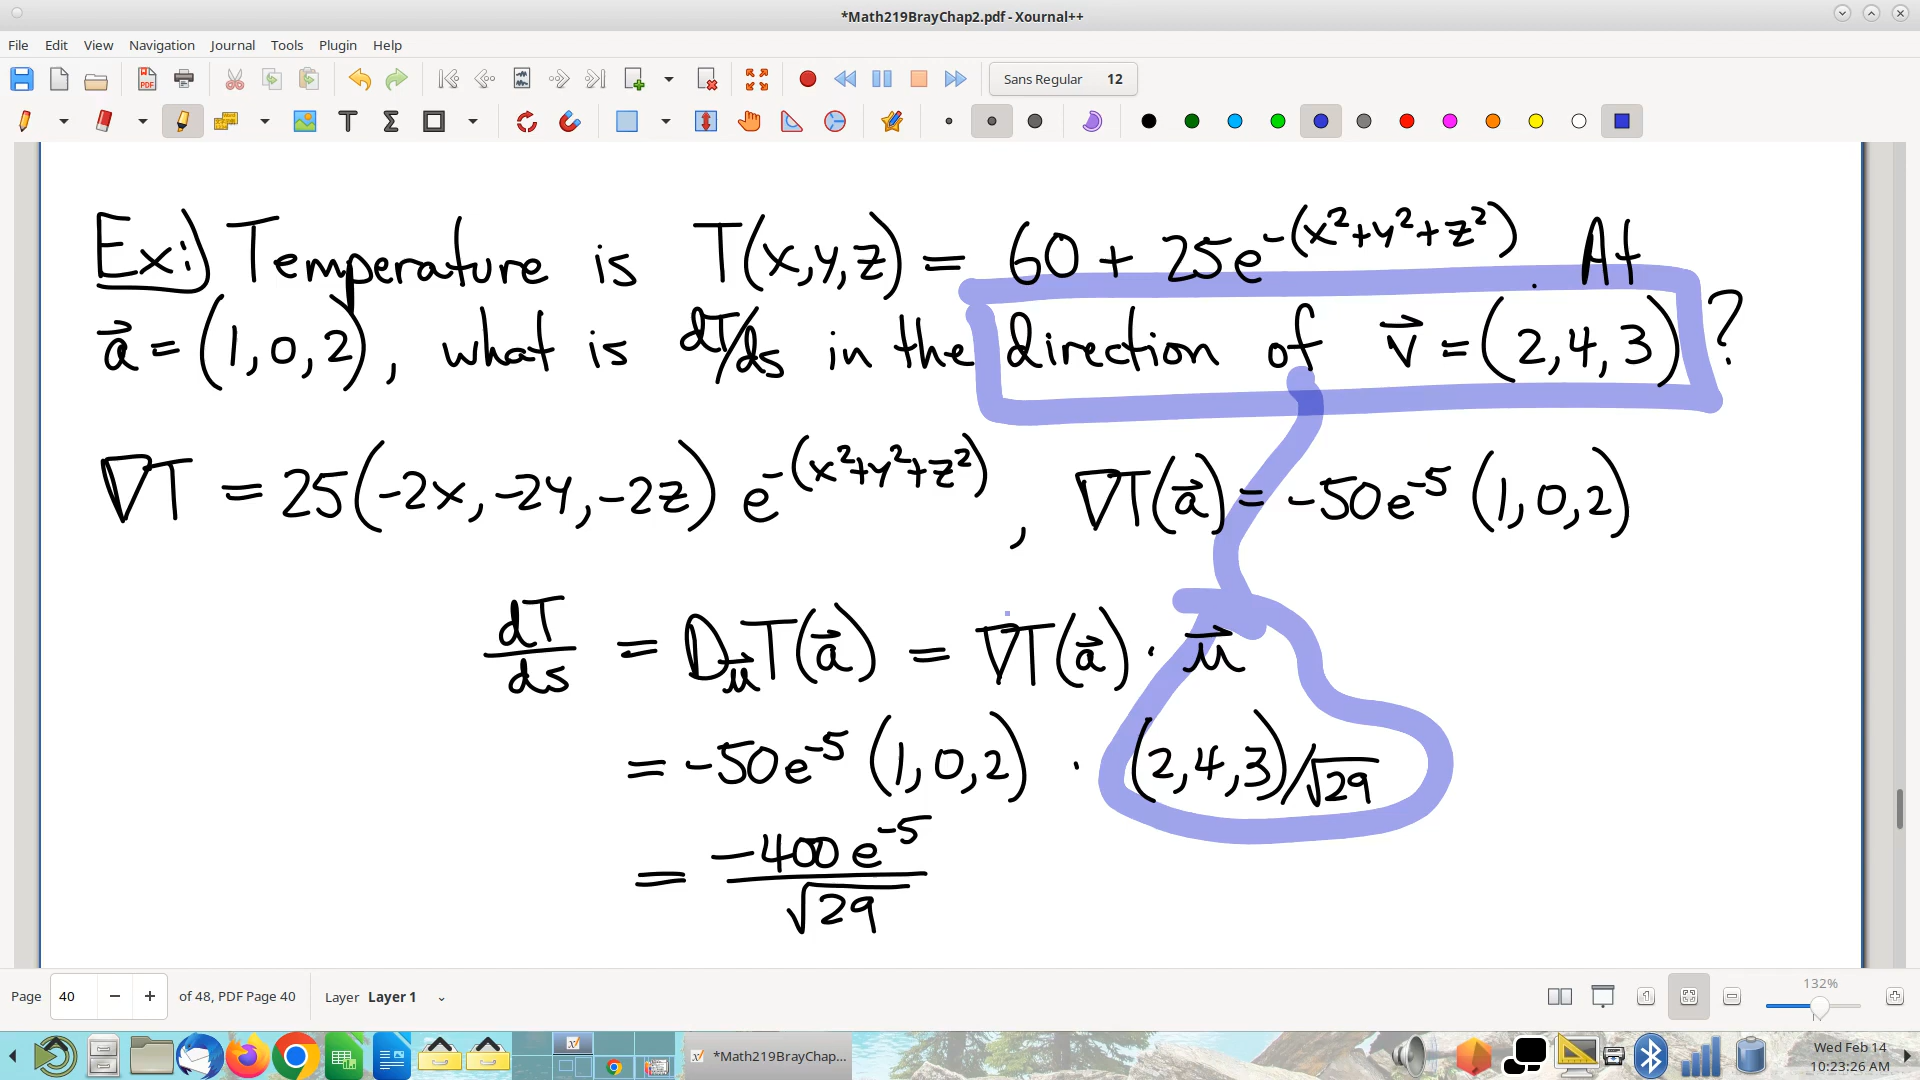 *Math219BrayChap2.pdf - Xournal++
File Edit View Navigation Journal Tools Plugin Help
Sans Regular 12
Ex: Temperature is T(x,y,z) = 60 + 25e^{-(x²+y²+z²)}. At
a⃗ = (1,0,2), what is dT/ds in the direction of v⃗ = (2,4,3)?
∇T = 25(-2x,-2y,-2z) e^{-(x²+y²+z²)}, ∇T(a⃗) = -50e^{-5} (1,0,2)
dT/ds = D_{u⃗}T(a⃗) = ∇T(a⃗) · u⃗
= -50e^{-5} (1,0,2) · (2,4,3)/√29
= -400e^{-5}/√29
Page 40 − + of 48, PDF Page 40 Layer Layer 1 132%
*Math219BrayChap...
Wed Feb 14
10:23:26 AM